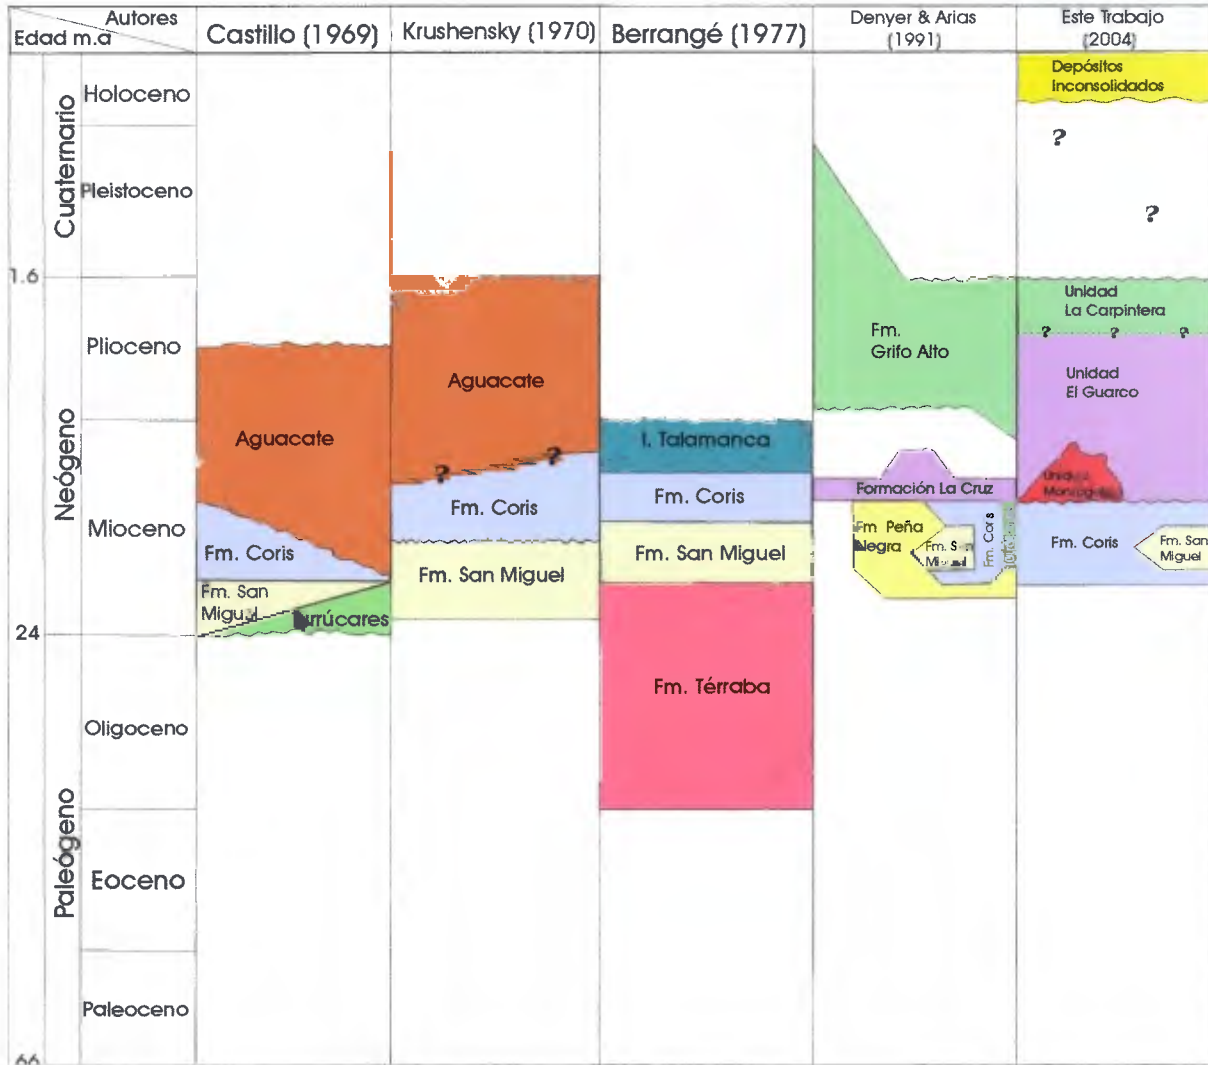 Autores
Edad m.a
Castillo (1969)
Krushensky (1970)
Berrangé (1977)
Denyer & Arias
(1991)
Este Trabajo
(2004)
Cuaternario
Holoceno
Pleistoceno
1.6
Neógeno
Plioceno
Mioceno
24
Paleógeno
Oligoceno
Eoceno
Paleoceno
66
Aguacate
Fm. Coris
Fm. San
Miguel
Aguacate
?
?
Fm. Coris
Fm. San Miguel
I. Talamanca
Fm. Coris
Fm. San Miguel
Fm. Térraba
Fm.
Grifo Alto
Formación La Cruz
Fm Peña
Negra
Fm. Coris
Depósitos
Inconsolidados
?
?
Unidad
La Carpintera
? ? ?
Unidad
El Guarco
Fm. Coris
Fm. San
Miguel